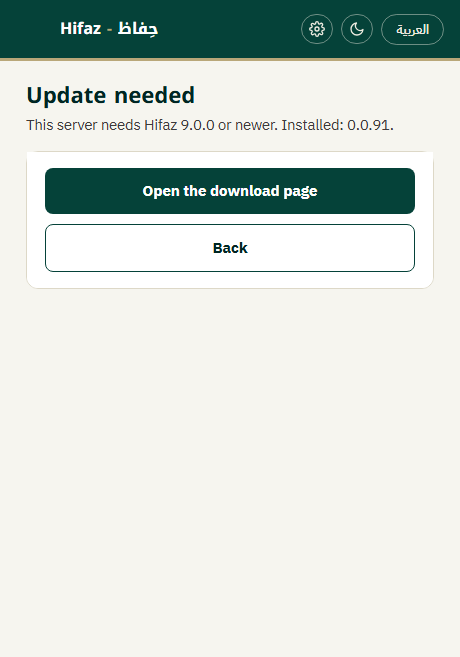 Hifaz - حِفاظ
العربية
Update needed
This server needs Hifaz 9.0.0 or newer. Installed: 0.0.91.
Open the download page
Back